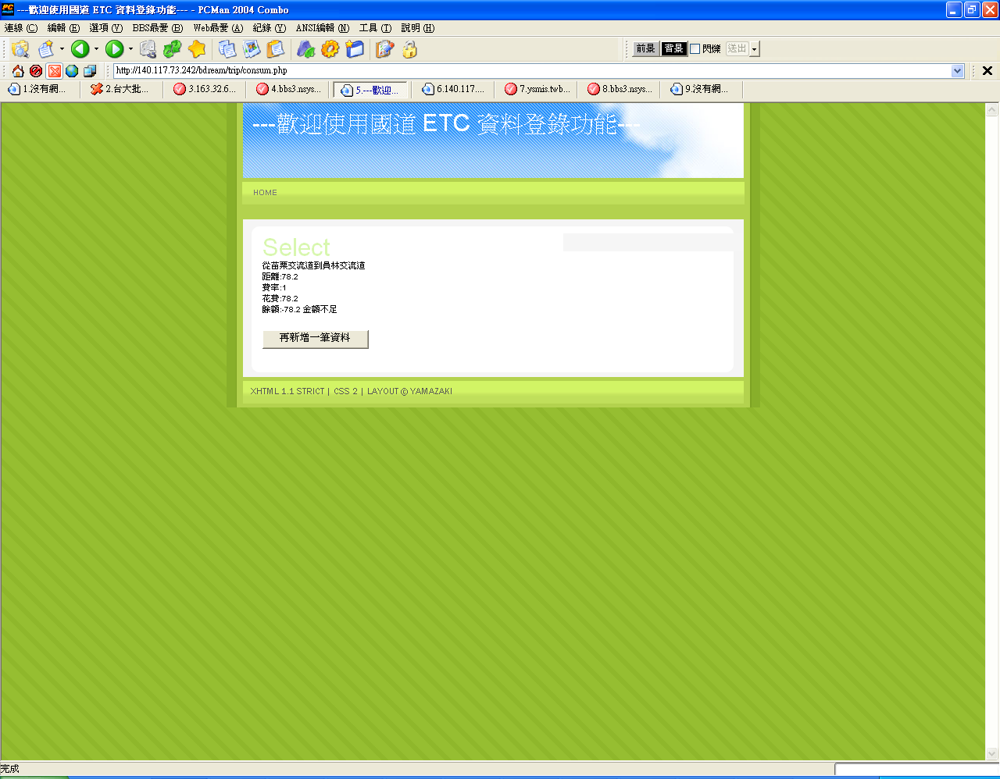 ---歡迎使用國道 ETC 資料登錄功能--- - PCMan 2004 Combo
連線 (C) 編輯 (E) 選項 (V) BBS最愛 (B) Web最愛 (A) 紀錄 (Y) ANSI編輯 (N) 工具 (T) 說明 (H)
前景 背景 閃爍 送出
http://140.117.73.242/bdream/trip/consum.php
1.沒有網... 2.台大批... 3.163.32.6... 4.bbs3.nsys... 5.---歡迎... 6.140.117.... 7.ysmis.twb... 8.bbs3.nsys... 9.沒有網...
---歡迎使用國道 ETC 資料登錄功能---
HOME
Select
從苗栗交流道到員林交流道
距離:78.2
費率:1
花費:78.2
餘額:-78.2 金額不足
再新增一筆資料
XHTML 1.1 STRICT | CSS 2 | LAYOUT © YAMAZAKI
完成